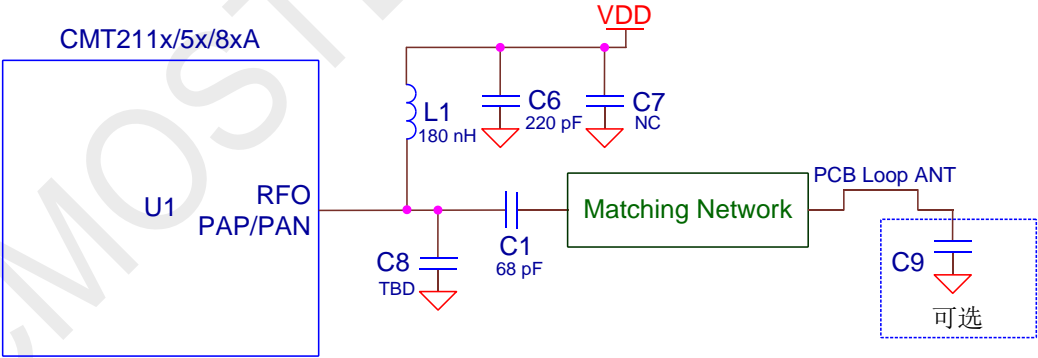 VDD
CMT211x/5x/8xA
L1
180 nH
C6
220 pF
C7
NC
PCB Loop ANT
U1
RFO
PAP/PAN
Matching Network
C1
68 pF
C8
TBD
C9
可选
CMOSTE